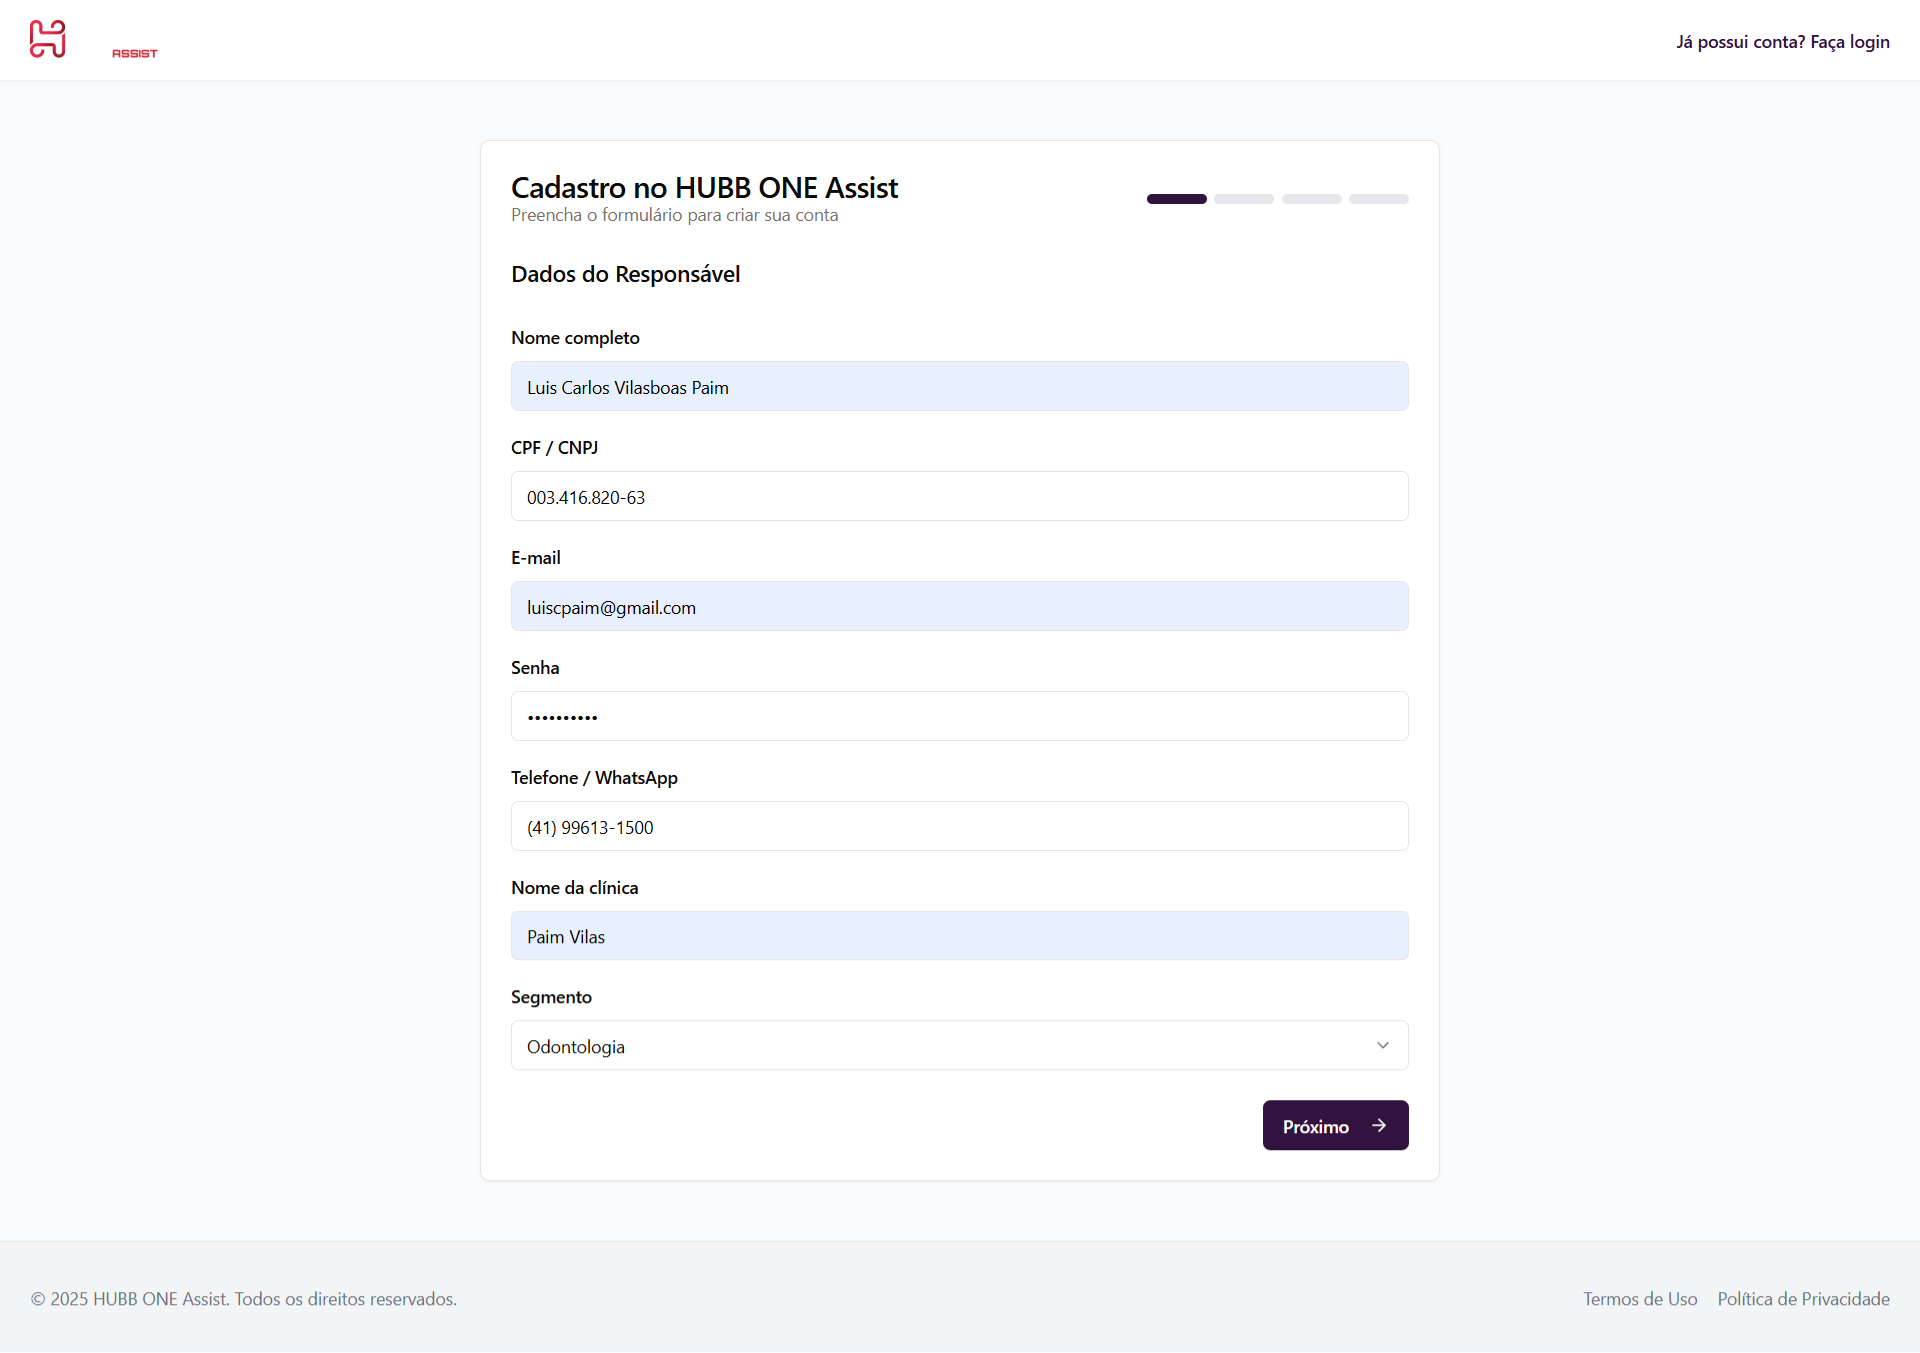 ASSIST
Já possui conta? Faça login
Cadastro no HUBB ONE Assist
Preencha o formulário para criar sua conta
Dados do Responsável
Nome completo
Luis Carlos Vilasboas Paim
CPF / CNPJ
003.416.820-63
E-mail
luiscpaim@gmail.com
Senha
••••••••••
Telefone / WhatsApp
(41) 99613-1500
Nome da clínica
Paim Vilas
Segmento
Odontologia
Próximo →
© 2025 HUBB ONE Assist. Todos os direitos reservados.
Termos de Uso Política de Privacidade